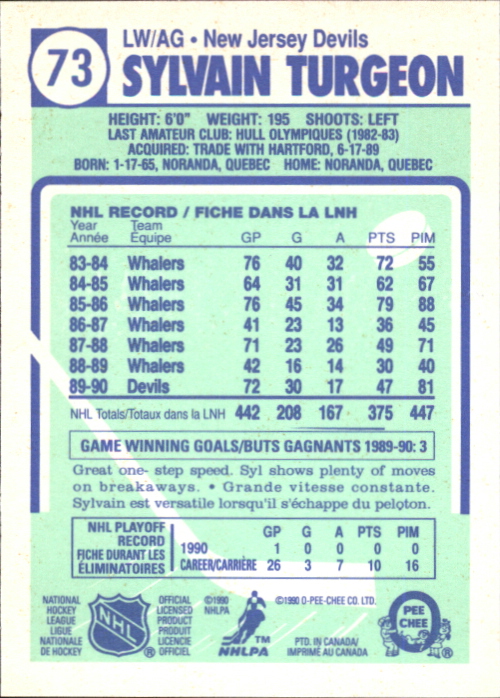 73
LW/AG • New Jersey Devils
SYLVAIN TURGEON
HEIGHT: 6'0" WEIGHT: 195 SHOOTS: LEFT
LAST AMATEUR CLUB: HULL OLYMPIQUES (1982-83)
ACQUIRED: TRADE WITH HARTFORD, 6-17-89
BORN: 1-17-65, NORANDA, QUEBEC HOME: NORANDA, QUEBEC
NHL RECORD / FICHE DANS LA LNH
Year Team
Année Équipe GP G A PTS PIM
83-84 Whalers 76 40 32 72 55
84-85 Whalers 64 31 31 62 67
85-86 Whalers 76 45 34 79 88
86-87 Whalers 41 23 13 36 45
87-88 Whalers 71 23 26 49 71
88-89 Whalers 42 16 14 30 40
89-90 Devils 72 30 17 47 81
NHL Totals/Totaux dans la LNH 442 208 167 375 447
GAME WINNING GOALS/BUTS GAGNANTS 1989-90: 3
Great one- step speed. Syl shows plenty of moves
on breakaways. • Grande vitesse constante.
Sylvain est versatile lorsqu'il s'échappe du peloton.
NHL PLAYOFF
RECORD
FICHE DURANT LES
ÉLIMINATOIRES
GP G A PTS PIM
1990 1 0 0 0 0
CAREER/CARRIÈRE 26 3 7 10 16
NATIONAL
HOCKEY
LEAGUE
LIGUE
NATIONALE
DE HOCKEY
NHL
®
OFFICIAL
LICENSED
PRODUCT
PRODUIT
LICENCIÉ
OFFICIEL
©1990
NHLPA
TM
NHLPA
©1990 O-PEE-CHEE CO. LTD.
PTD. IN CANADA/
IMPRIMÉ AU CANADA
O
PEE
CHEE
®